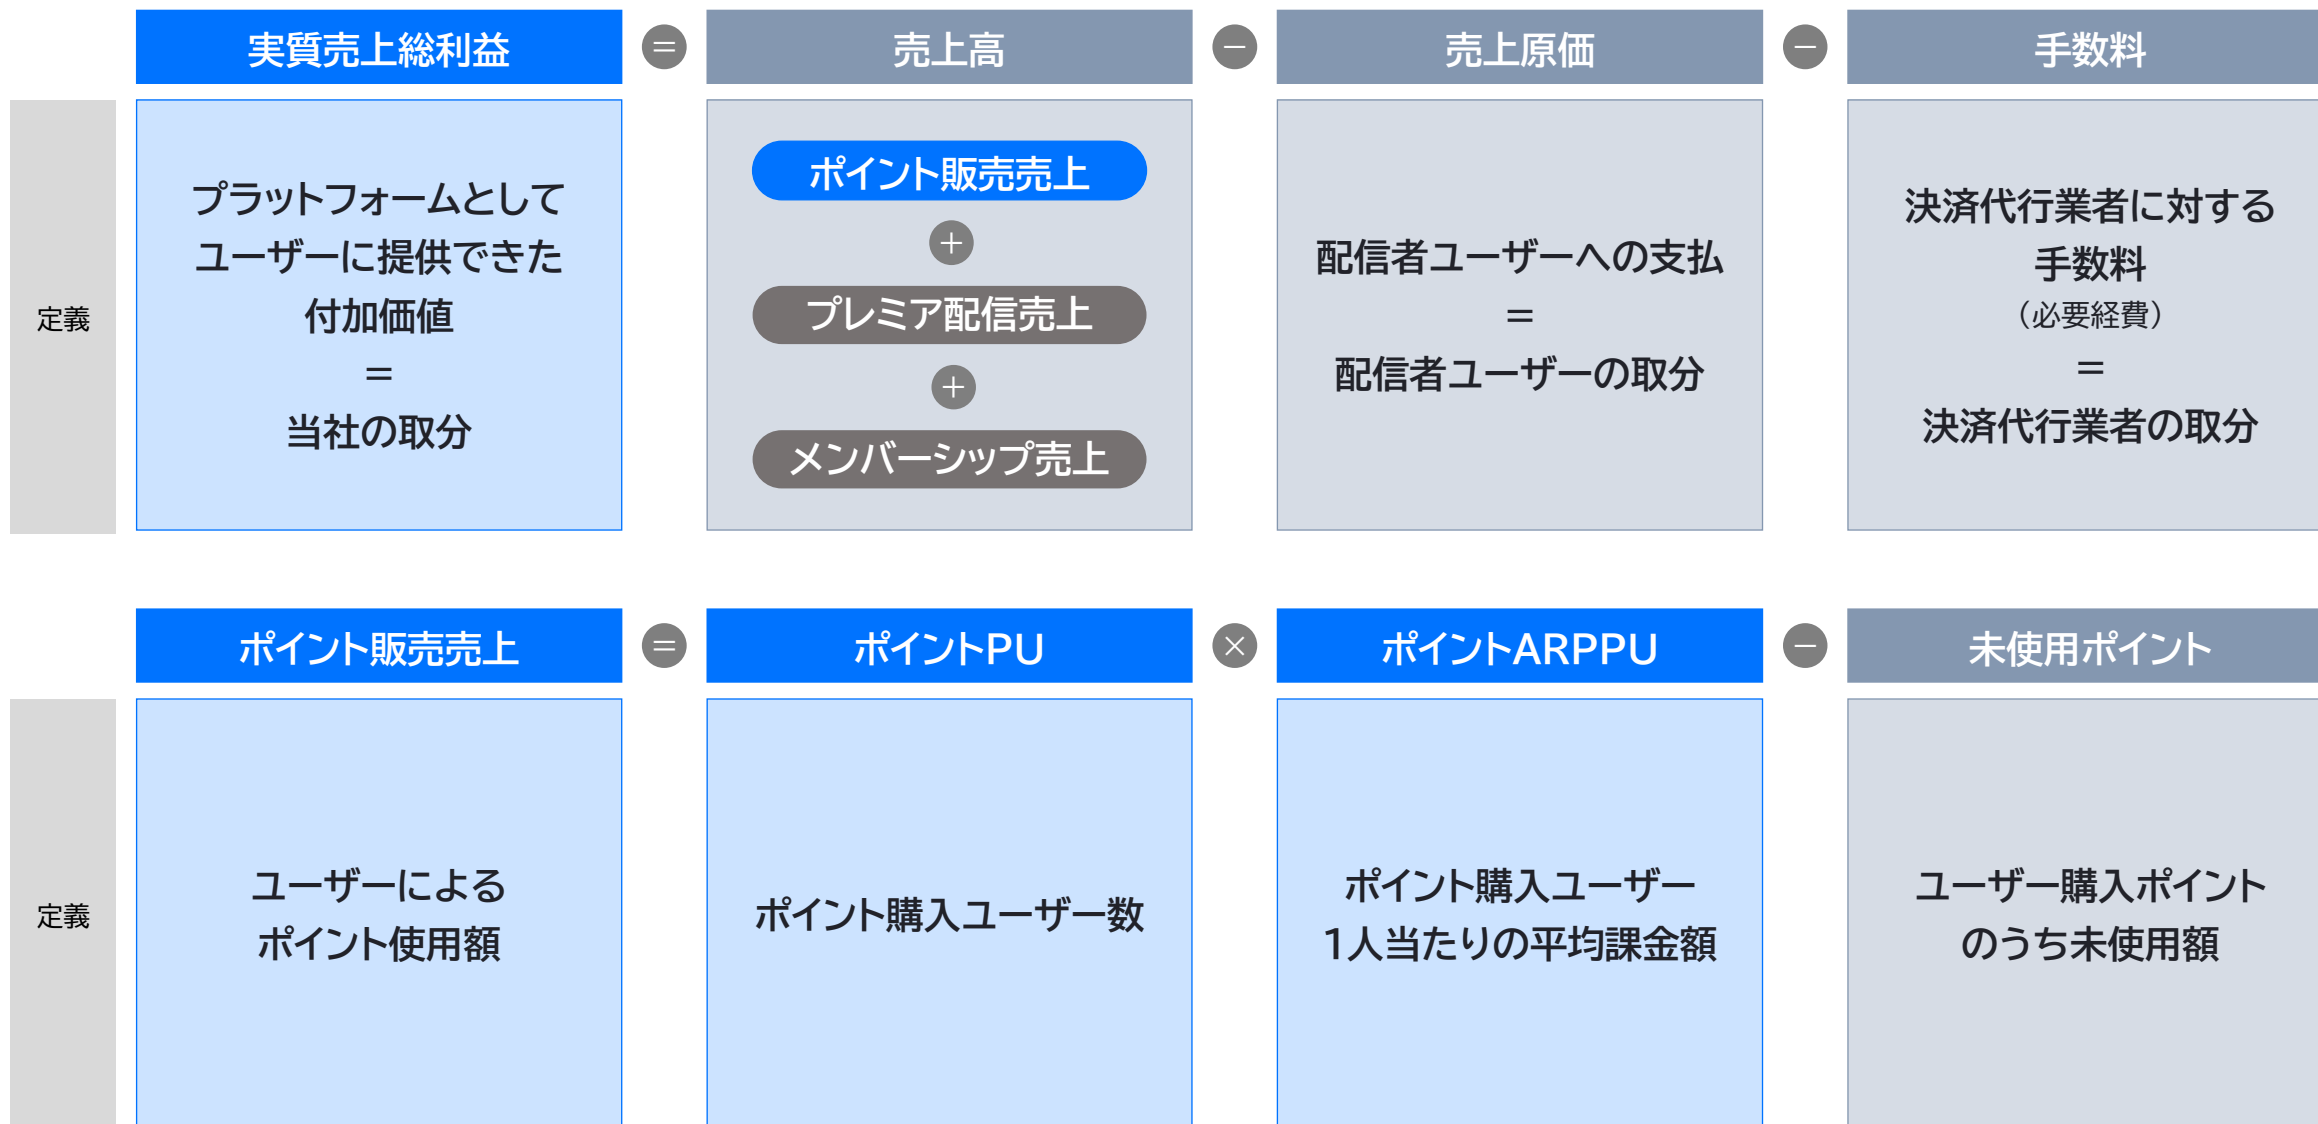 実質売上総利益 ＝ 売上高 － 売上原価 － 手数料
定義
プラットフォームとして
ユーザーに提供できた
付加価値
＝
当社の取分
ポイント販売売上
＋
プレミア配信売上
＋
メンバーシップ売上
配信者ユーザーへの支払
＝
配信者ユーザーの取分
決済代行業者に対する
手数料
（必要経費）
＝
決済代行業者の取分
ポイント販売売上 ＝ ポイントPU × ポイントARPPU － 未使用ポイント
定義
ユーザーによる
ポイント使用額
ポイント購入ユーザー数
ポイント購入ユーザー
1人当たりの平均課金額
ユーザー購入ポイント
のうち未使用額